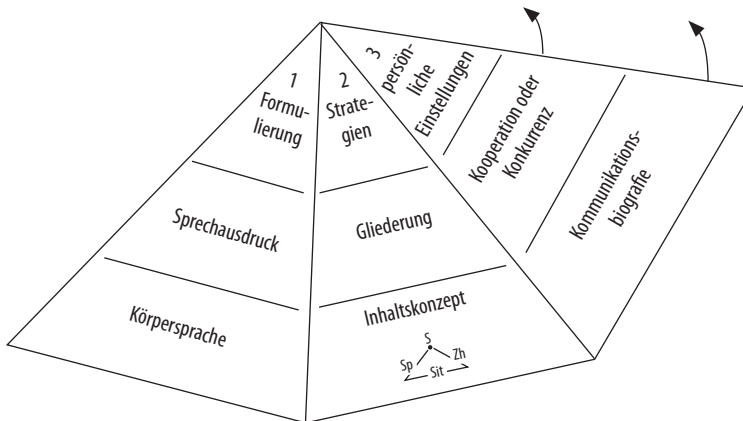 1
Formu-
lierung
Sprechausdruck
Körpersprache
2
Strate-
gien
Gliederung
Inhaltskonzept
S
Sp
Zh
Sit
3
persön-
liche
Einstellungen
Kooperation oder
Konkurrenz
Kommunikations-
biografie